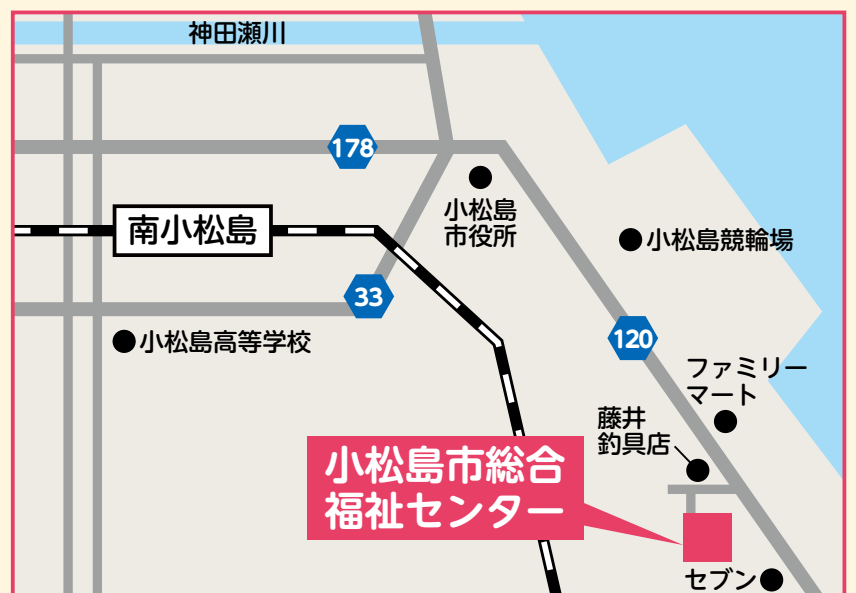 神田瀬川
178
小松島
市役所
南小松島
小松島競輪場
33
120
小松島高等学校
ファミリー
マート
藤井
釣具店
小松島市総合
福祉センター
セブン